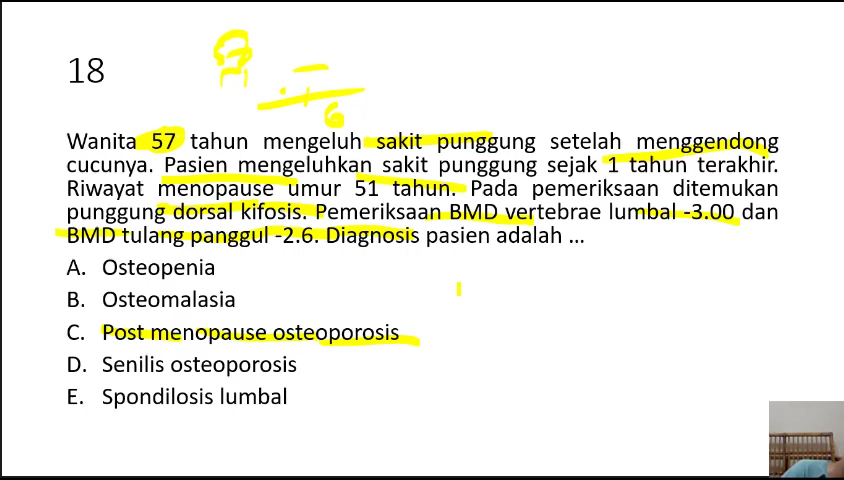 18
6
Wanita 57 tahun mengeluh sakit punggung setelah menggendong
cucunya. Pasien mengeluhkan sakit punggung sejak 1 tahun terakhir.
Riwayat menopause umur 51 tahun. Pada pemeriksaan ditemukan
punggung dorsal kifosis. Pemeriksaan BMD vertebrae lumbal -3.00 dan
BMD tulang panggul -2.6. Diagnosis pasien adalah ...
A. Osteopenia
B. Osteomalasia
C. Post menopause osteoporosis
D. Senilis osteoporosis
E. Spondilosis lumbal